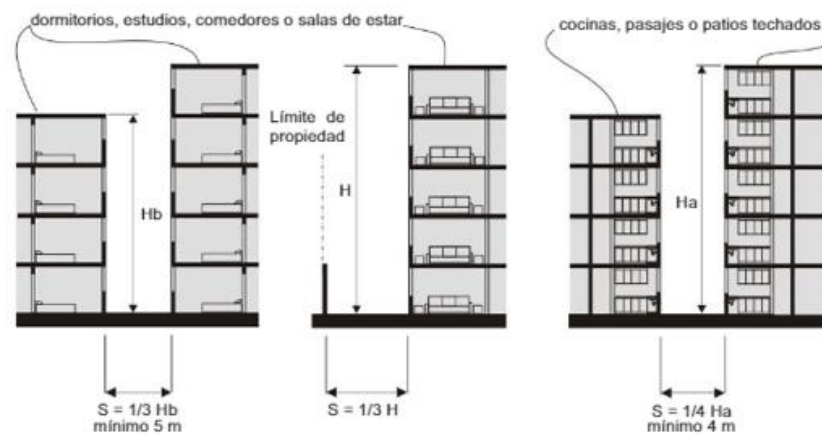 dormitorios, estudios, comedores o salas de estar
cocinas, pasajes o patios techados
Límite de
propiedad
Hb
H
Ha
S = 1/3 Hb
mínimo 5 m
S = 1/3 H
S = 1/4 Ha
mínimo 4 m